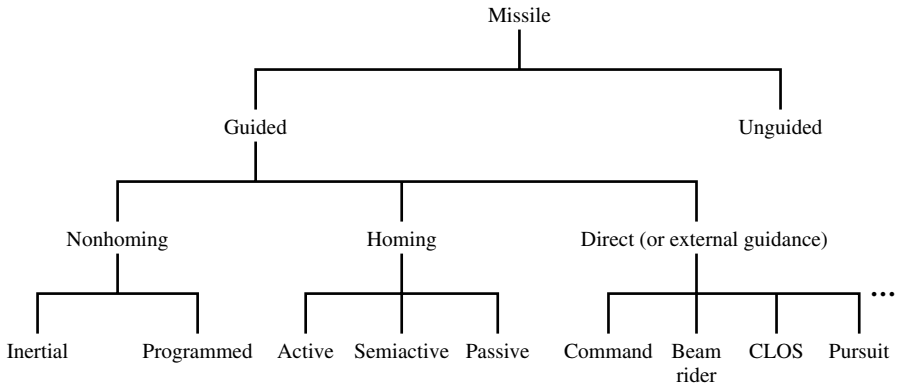 Missile
Guided Unguided
Nonhoming Homing Direct (or external guidance)
...
Inertial Programmed Active Semiactive Passive Command Beam CLOS Pursuit
rider